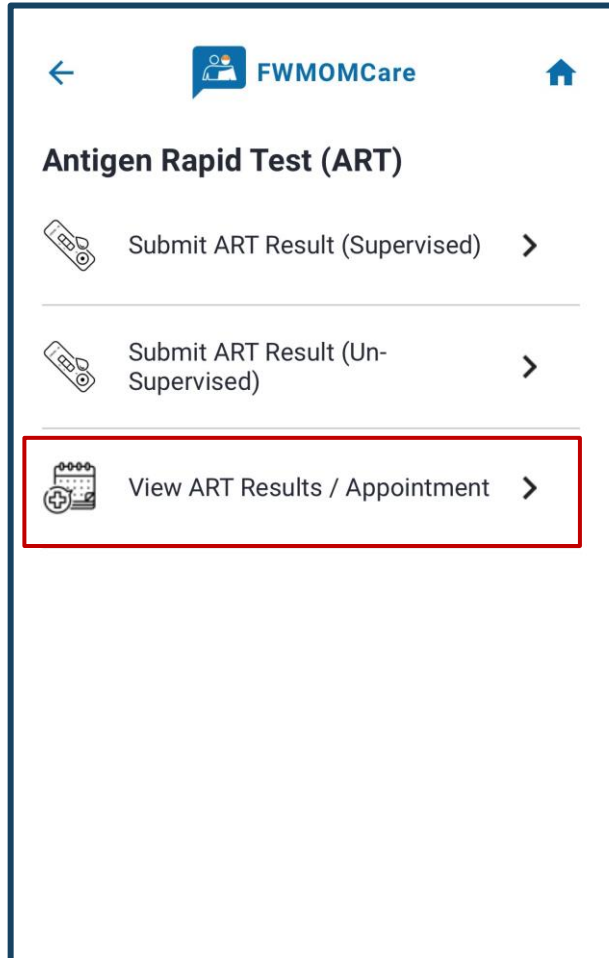 FWMOMCare
Antigen Rapid Test (ART)
Submit ART Result (Supervised)
Submit ART Result (Un-
Supervised)
View ART Results / Appointment